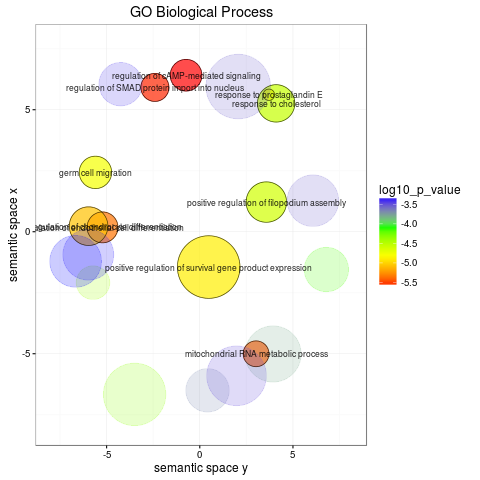 GO Biological Process
regulation of cAMP-mediated signaling
regulation of SMAD protein import into nucleus
response to prostaglandin E
response to cholesterol
germ cell migration
positive regulation of filopodium assembly
differentiation
positive regulation of survival gene product expression
mitochondrial RNA metabolic process
semantic space x
5
0
-5
-5
0
5
semantic space y
log10_p_value
-3.5
-4.0
-4.5
-5.0
-5.5